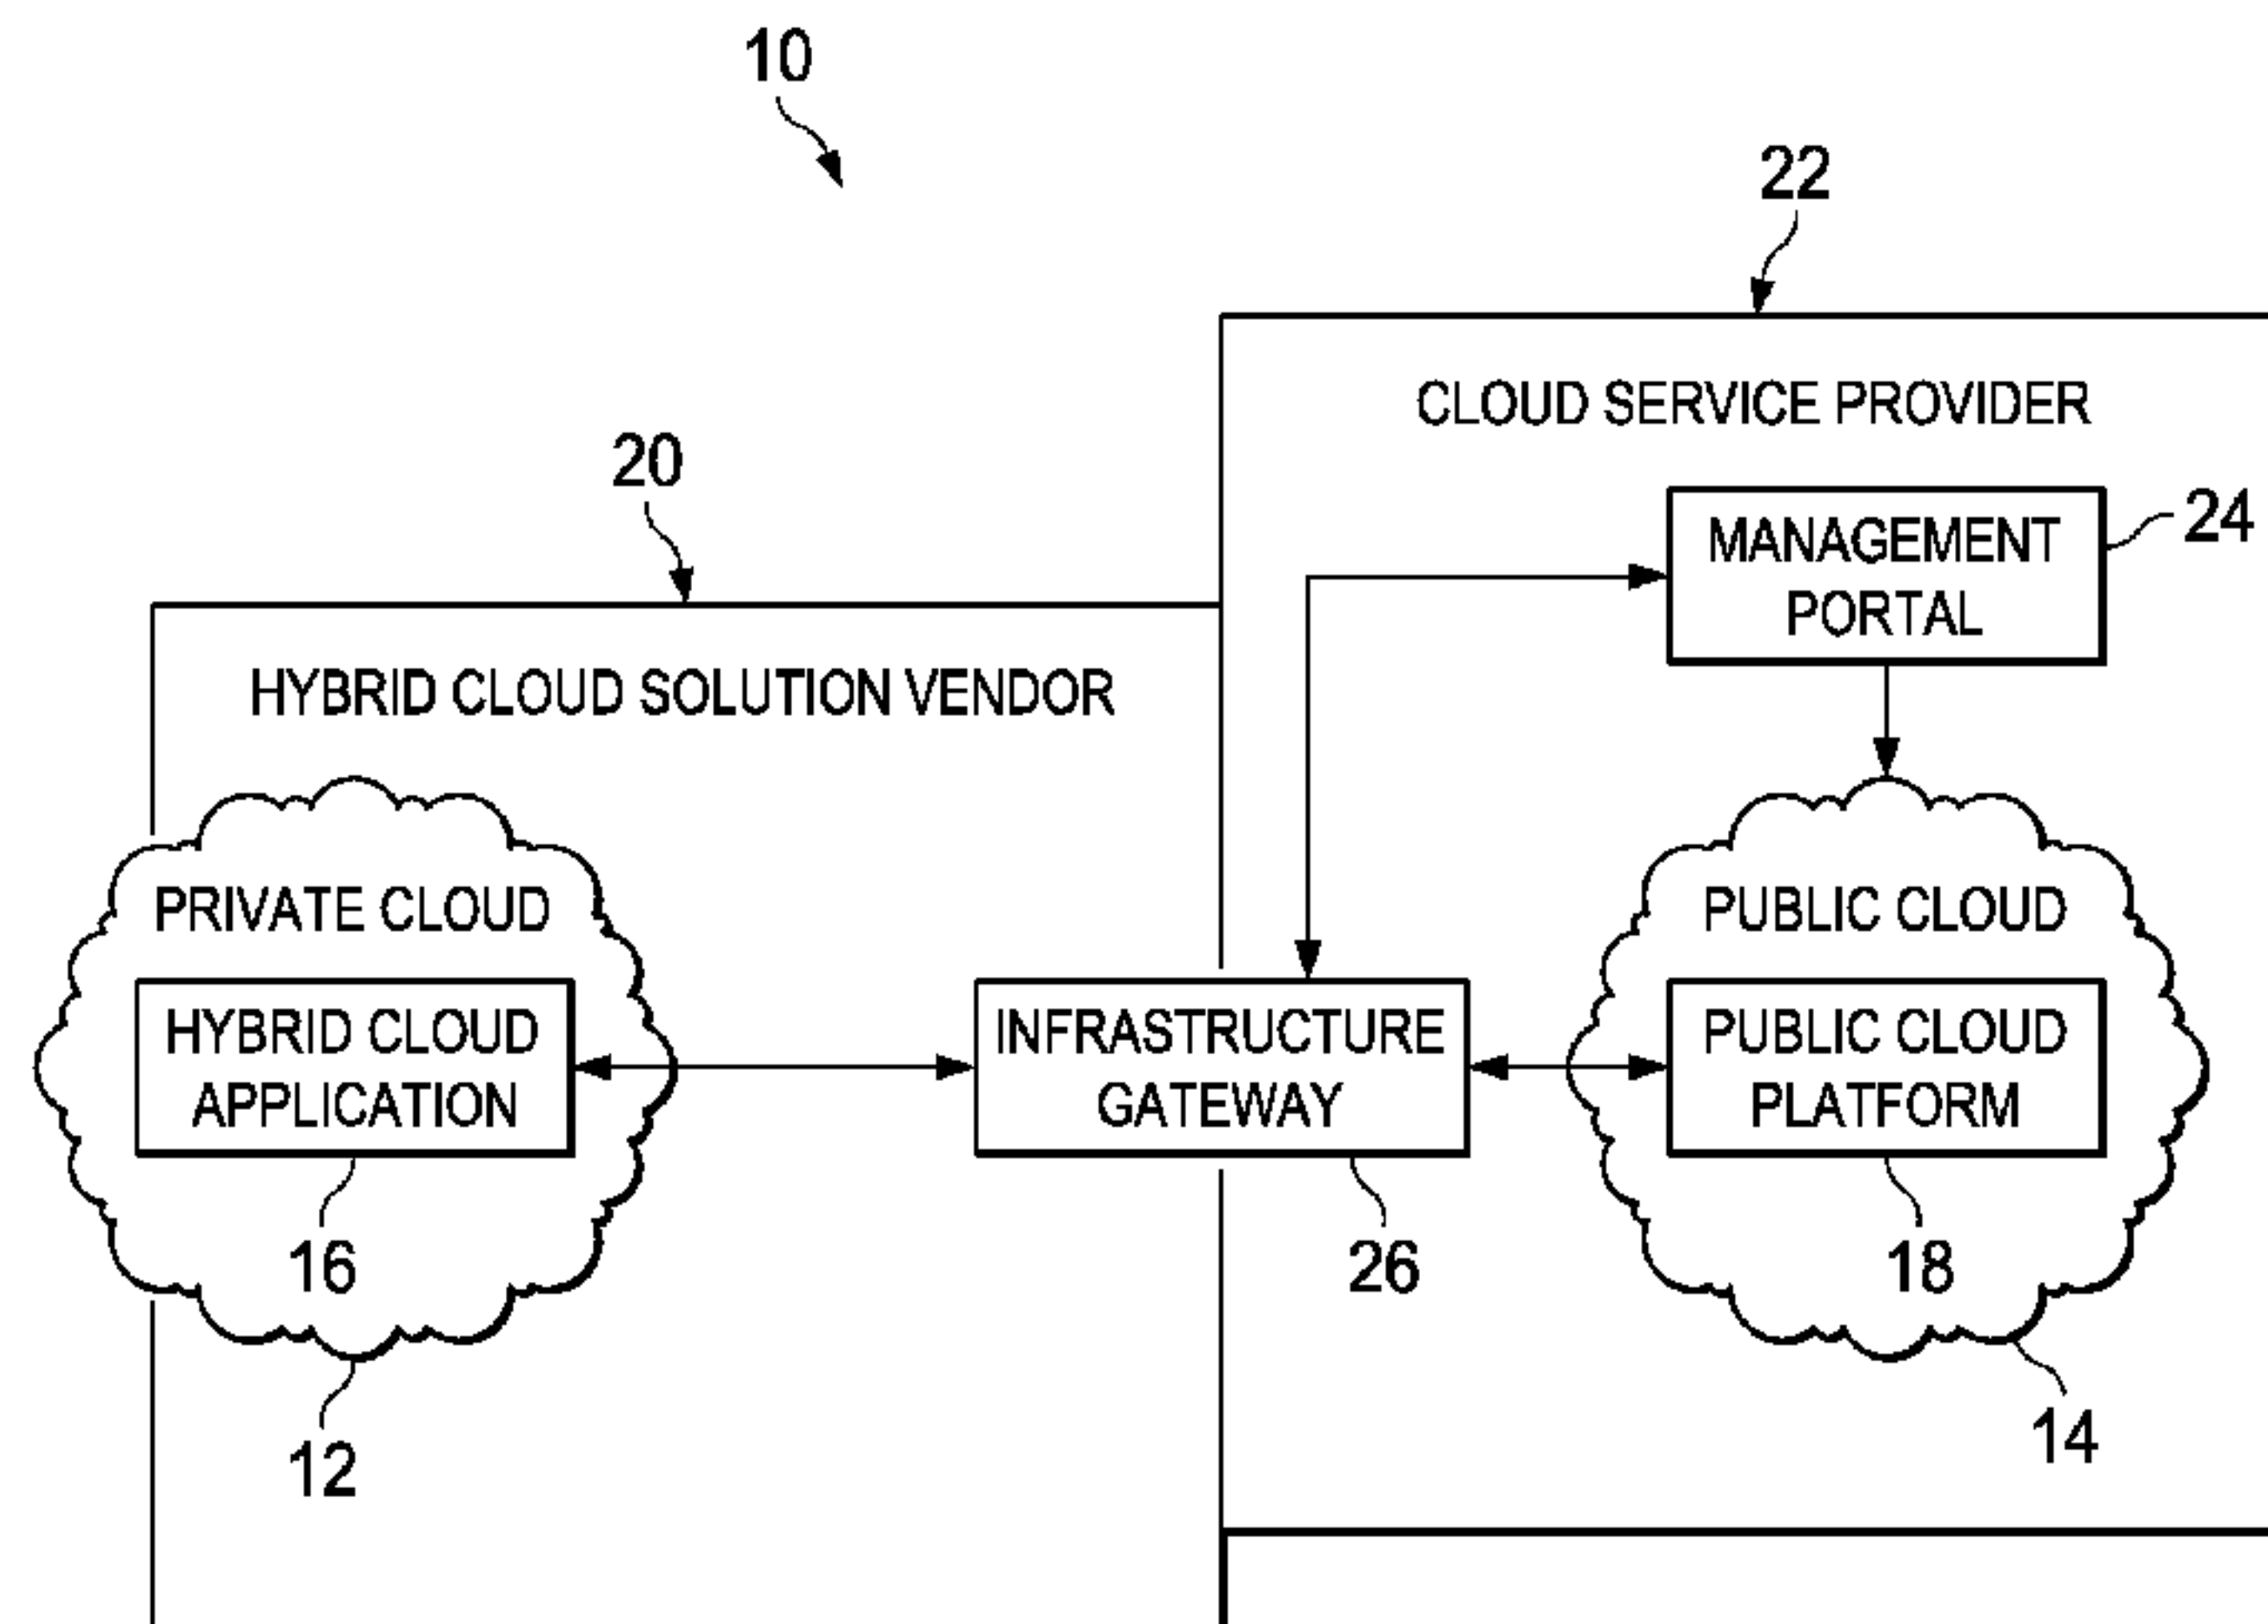 10
22
CLOUD SERVICE PROVIDER
20
MANAGEMENT
PORTAL
24
HYBRID CLOUD SOLUTION VENDOR
PRIVATE CLOUD
PUBLIC CLOUD
HYBRID CLOUD
APPLICATION
INFRASTRUCTURE
GATEWAY
PUBLIC CLOUD
PLATFORM
16
26
18
12
14